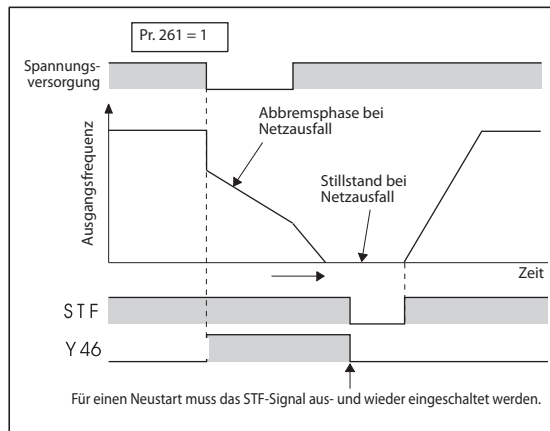 Pr. 261 = 1
Spannungs-
versorgung
Ausgangsfrequenz
Abbremsphase bei
Netzausfall
Stillstand bei
Netzausfall
Zeit
STF
Y46
Für einen Neustart muss das STF-Signal aus- und wieder eingeschaltet werden.